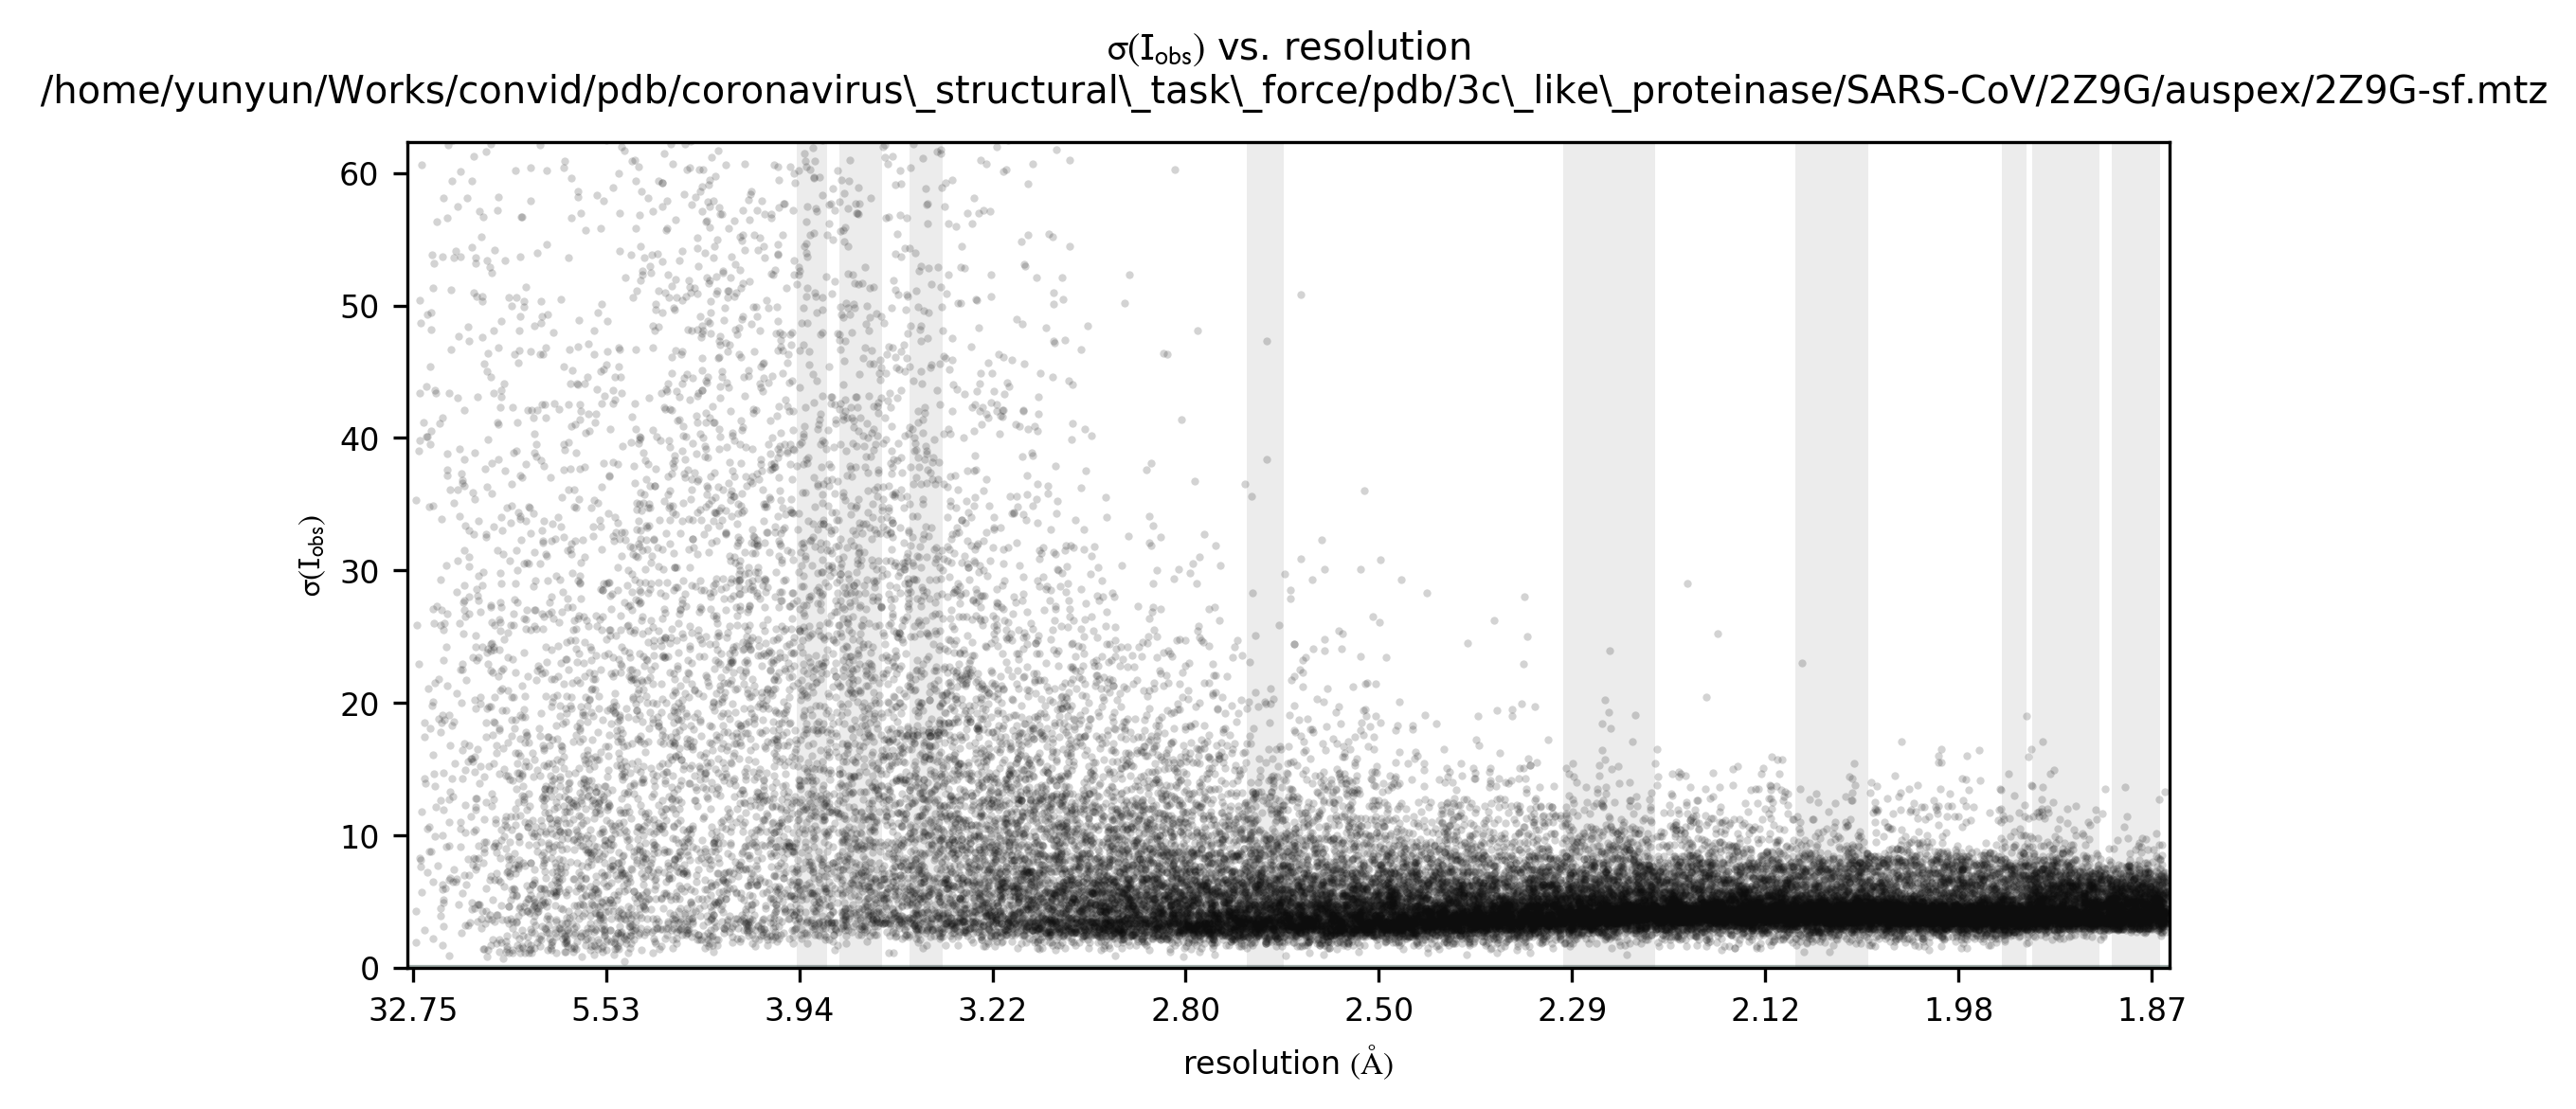 σ(I_obs) vs. resolution
/home/yunyun/Works/convid/pdb/coronavirus\_structural\_task\_force/pdb/3c\_like\_proteinase/SARS-CoV/2Z9G/auspex/2Z9G-sf.mtz
60
50
40
30
20
10
0
σ(I_obs)
32.75 5.53 3.94 3.22 2.80 2.50 2.29 2.12 1.98 1.87
resolution (Å)